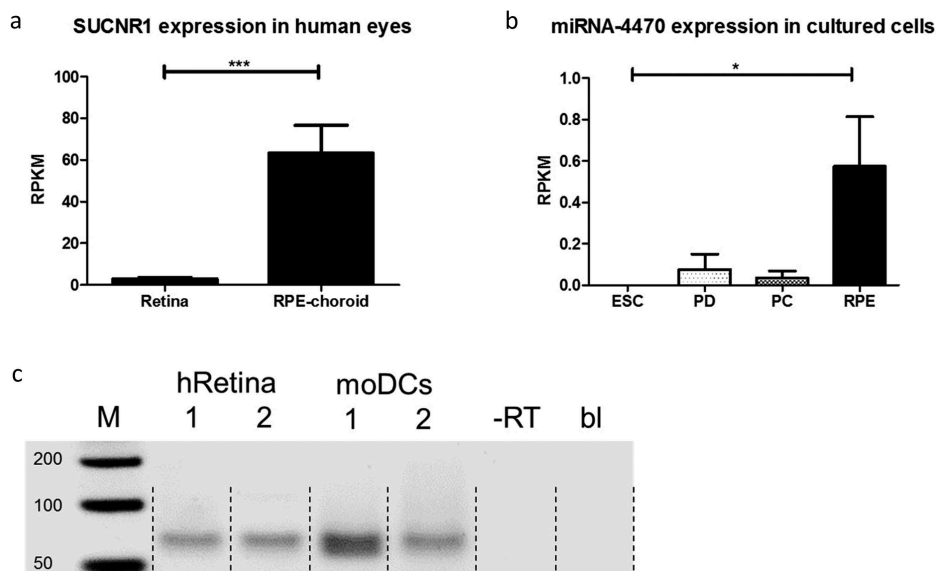 a
SUCNR1 expression in human eyes
***
RPKM
100
80
60
40
20
0
Retina RPE-choroid
b
miRNA-4470 expression in cultured cells
*
RPKM
1.0
0.8
0.6
0.4
0.2
0.0
ESC PD PC RPE
c
hRetina moDCs
M 1 2 1 2 -RT bl
200
100
50